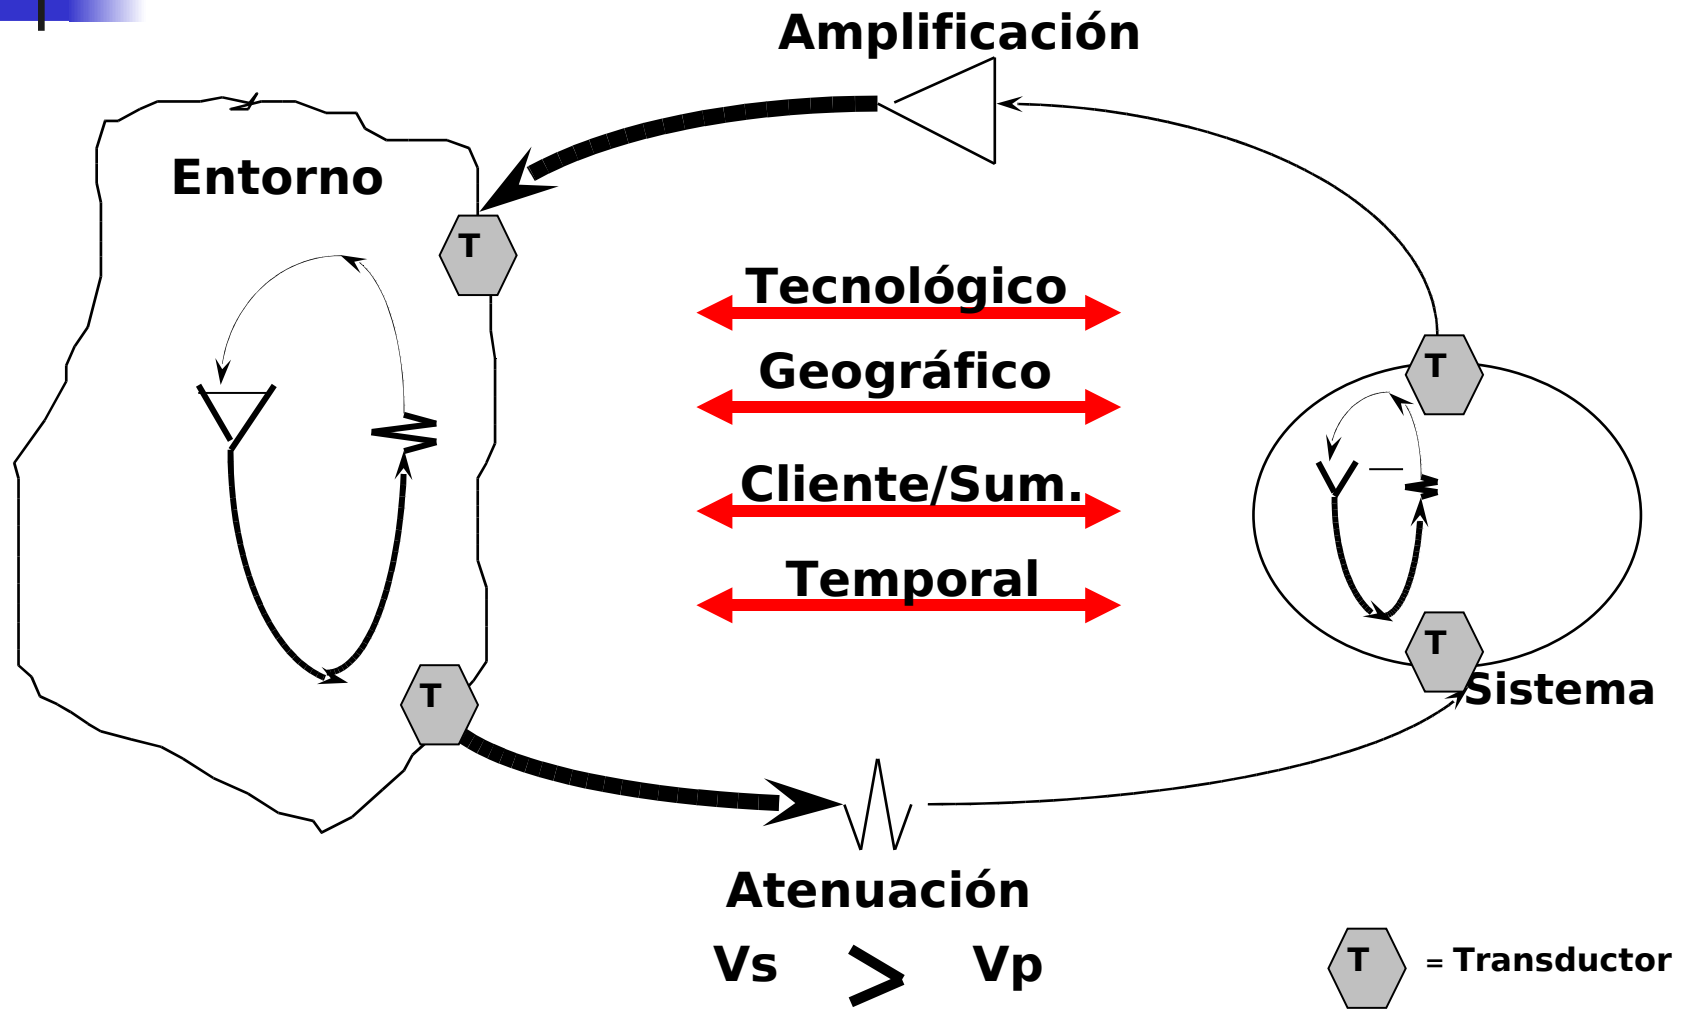 Amplificación
Entorno
T
Tecnológico
Geográfico
T
Cliente/Sum.
Temporal
T
T
Sistema
Atenuación
Vs > Vp
T = Transductor